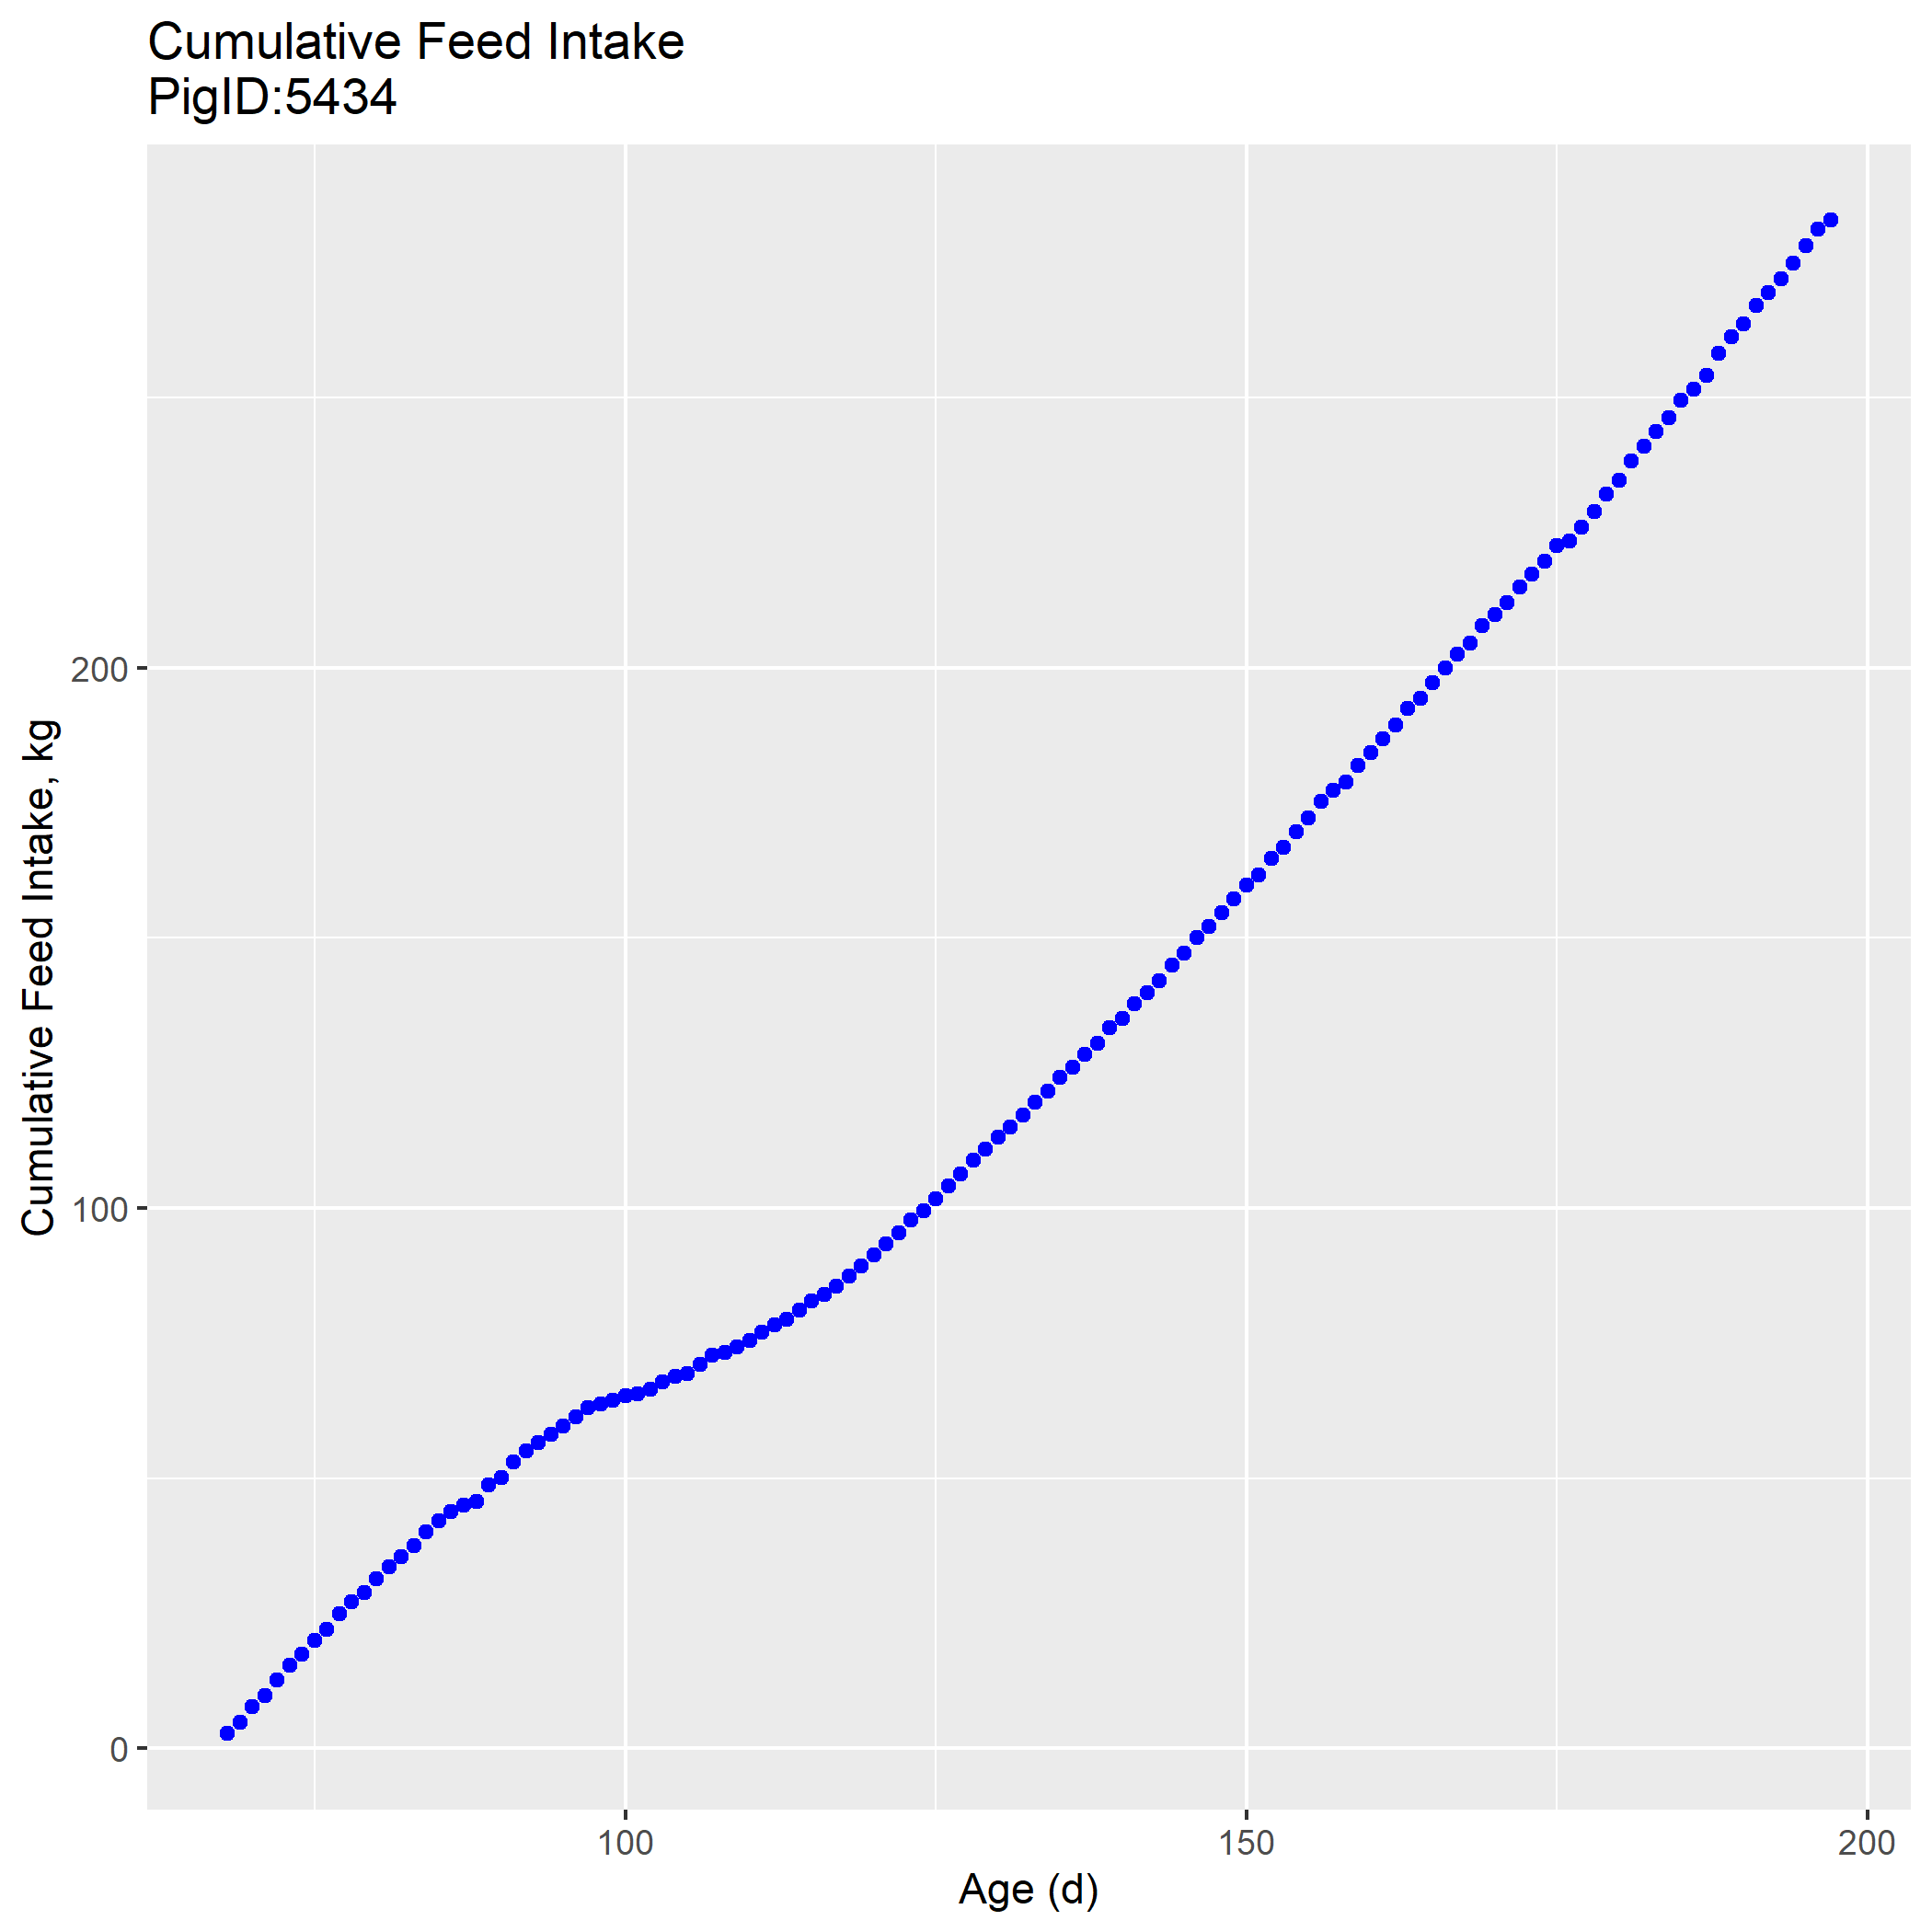 Cumulative Feed Intake
PigID:5434
Cumulative Feed Intake, kg
200
100
0
100
150
200
Age (d)